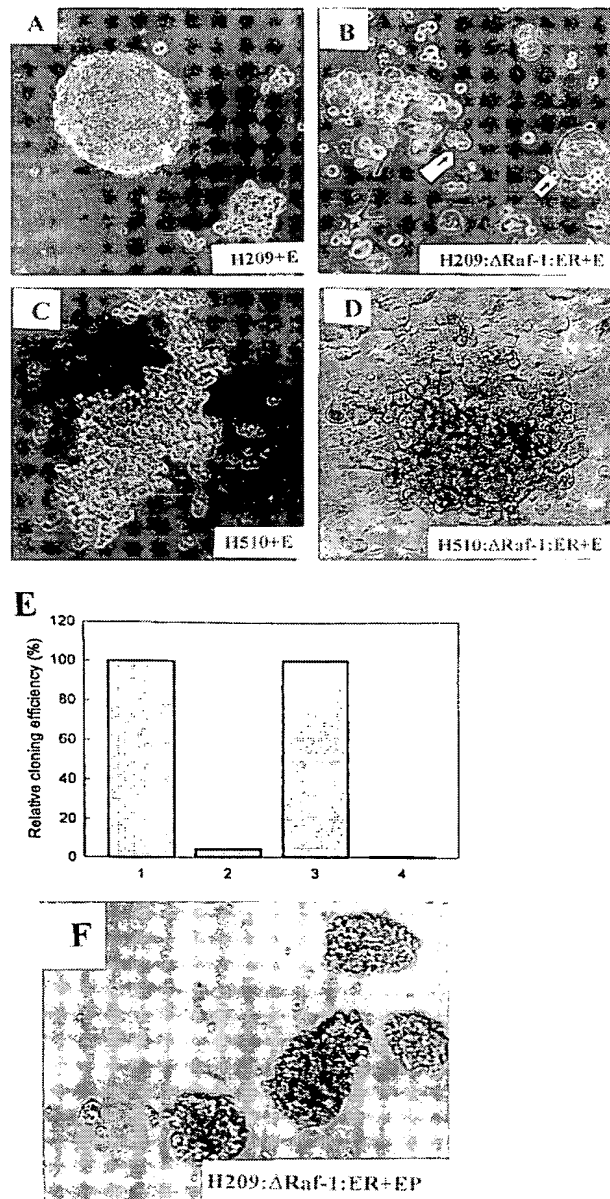 A
B
H209+E
H209:ΔRaf-1:ER+E
C
D
H510+E
H510:ΔRaf-1:ER+E
E
Relative cloning efficiency (%)
120
100
80
60
40
20
0
1
2
3
4
F
H209:ΔRaf-1:ER+EP